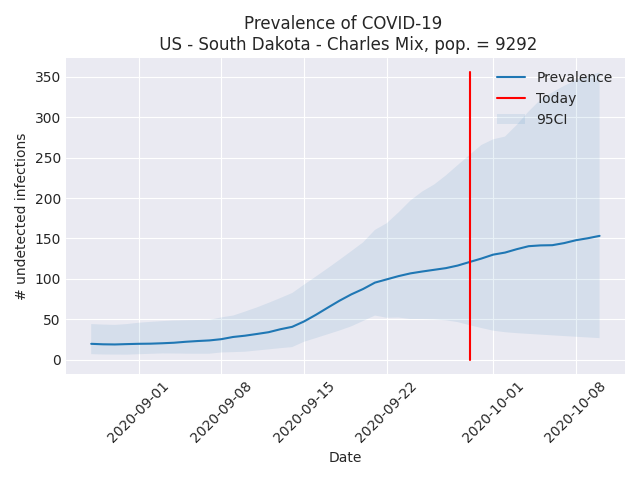 Prevalence of COVID-19
US - South Dakota - Charles Mix, pop. = 9292
350
300
250
200
150
100
50
0
# undetected infections
Prevalence
Today
95CI
2020-09-01
2020-09-08
2020-09-15
2020-09-22
2020-10-01
2020-10-08
Date